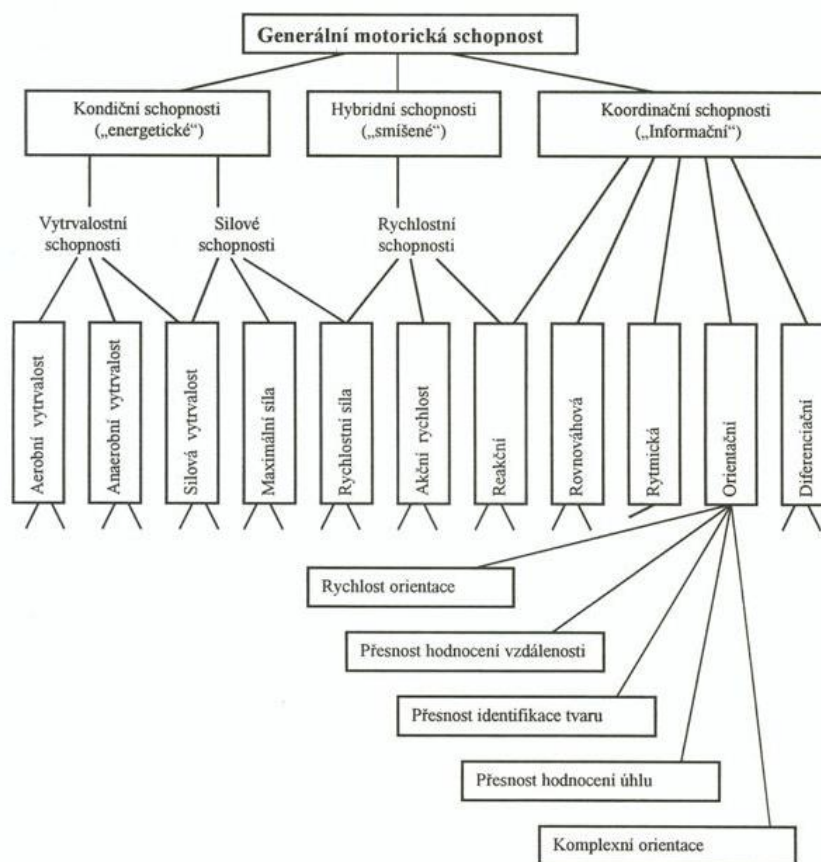 Generální motorická schopnost
Kondiční schopnosti
(„energetické“)
Hybridní schopnosti
(„smíšené“)
Koordinační schopnosti
(„Informační“)
Vytrvalostní
schopnosti
Silové
schopnosti
Rychlostní
schopnosti
Aerobní vytrvalost
Anaerobní vytrvalost
Silová vytrvalost
Maximální síla
Rychlostní síla
Akční rychlost
Reakční
Rovnováhová
Rytmická
Orientační
Diferenciační
Rychlost orientace
Přesnost hodnocení vzdálenosti
Přesnost identifikace tvaru
Přesnost hodnocení úhlu
Komplexní orientace